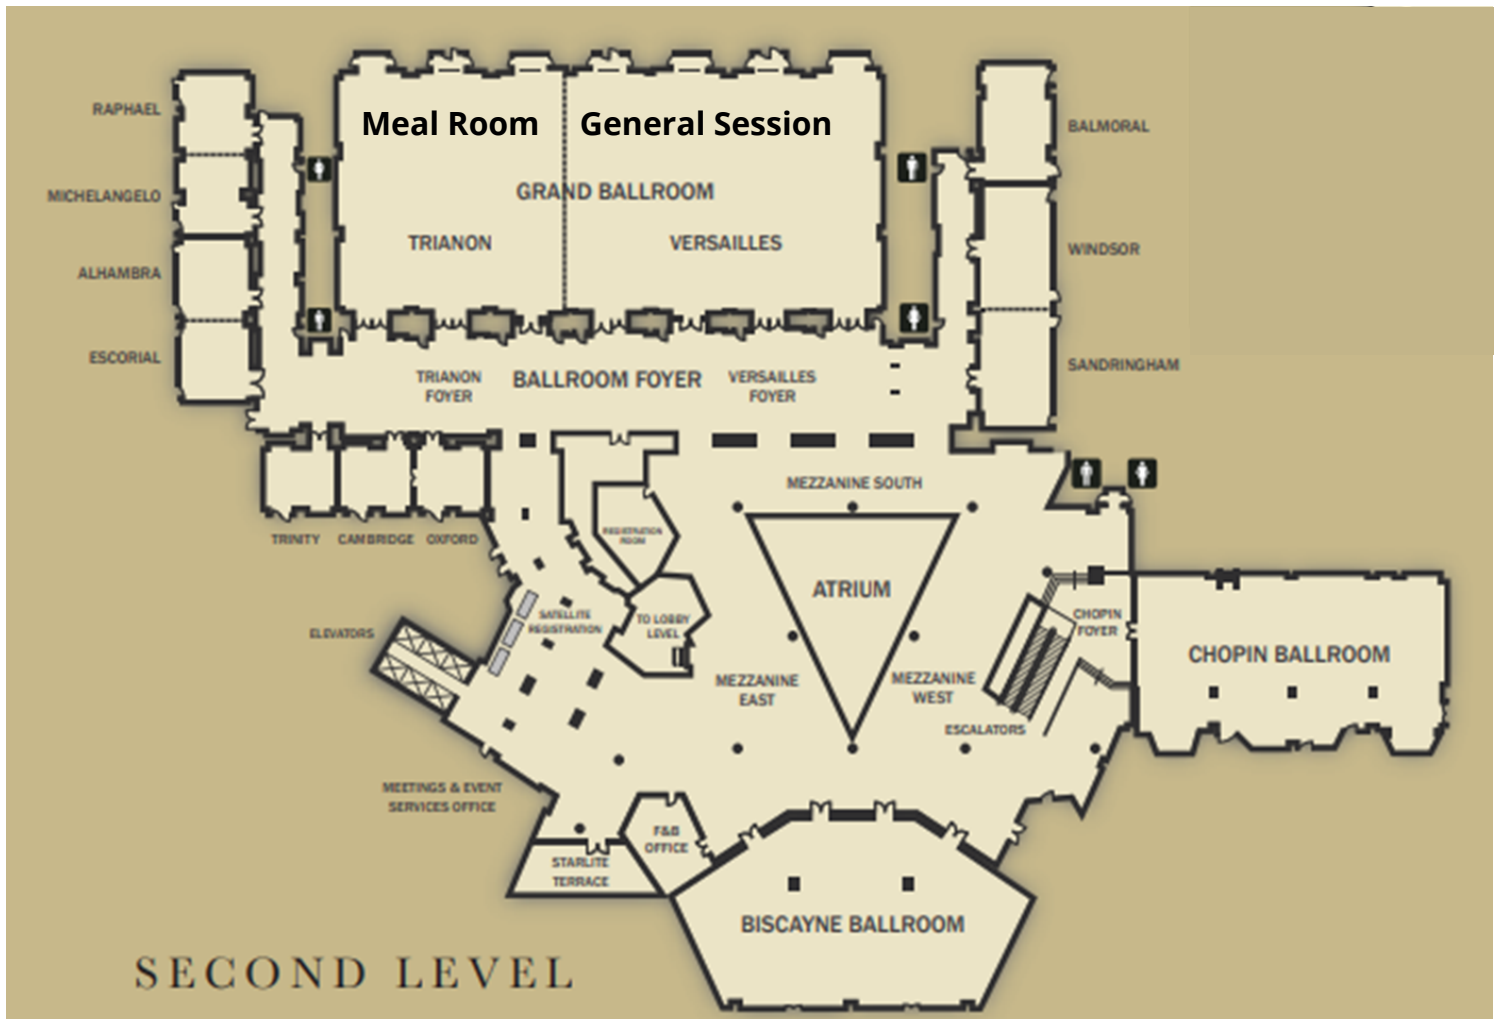 RAPHAEL
MICHELANGELO
ALHAMBRA
ESCORIAL
Meal Room
General Session
GRAND BALLROOM
TRIANON
VERSAILLES
BALMORAL
WINDSOR
SANDRINGHAM
TRIANON
FOYER
BALLROOM FOYER
VERSAILLES
FOYER
MEZZANINE SOUTH
TRINITY
CAMBRIDGE
OXFORD
REGISTRATION
ROOM
ATRIUM
SATELLITE
REGISTRATION
TO LOBBY
LEVEL
CHOPIN
FOYER
ELEVATORS
CHOPIN BALLROOM
MEZZANINE
EAST
MEZZANINE
WEST
ESCALATORS
MEETINGS & EVENT
SERVICES OFFICE
F&B
OFFICE
STARLITE
TERRACE
BISCAYNE BALLROOM
SECOND LEVEL